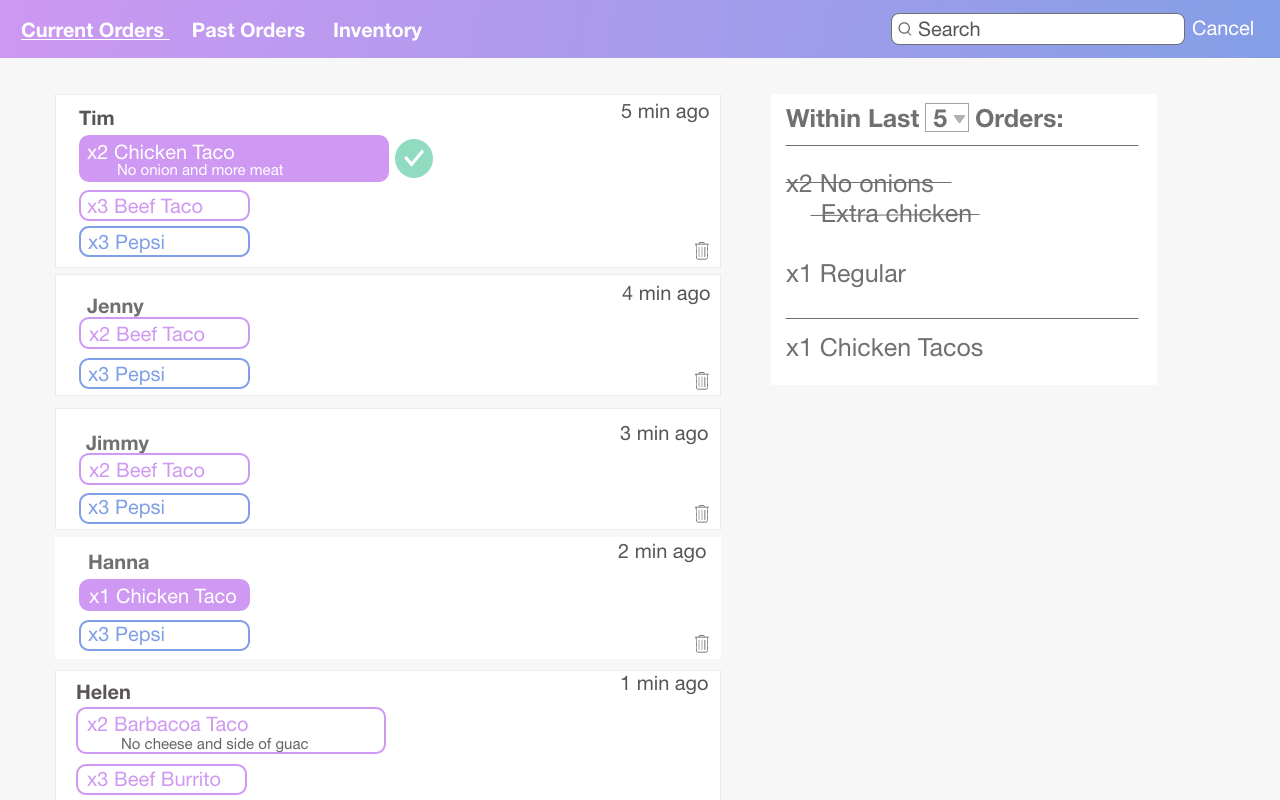 Current Orders Past Orders Inventory Search Cancel
Tim 5 min ago
x2 Chicken Taco
No onion and more meat
x3 Beef Taco
x3 Pepsi
Jenny 4 min ago
x2 Beef Taco
x3 Pepsi
Jimmy 3 min ago
x2 Beef Taco
x3 Pepsi
Hanna 2 min ago
x1 Chicken Taco
x3 Pepsi
Helen 1 min ago
x2 Barbacoa Taco
No cheese and side of guac
x3 Beef Burrito
Within Last 5 Orders:
x2 No onions
Extra chicken
x1 Regular
x1 Chicken Tacos